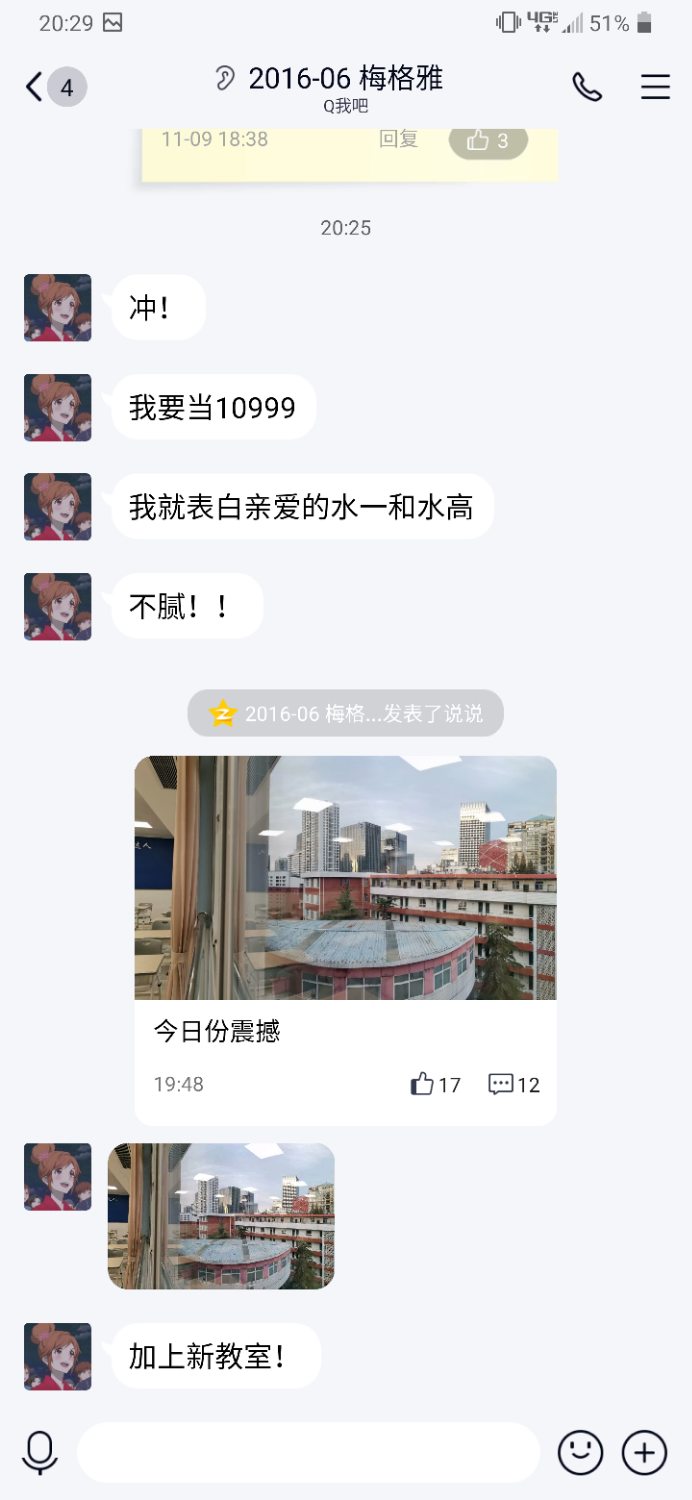 20:29
4G
51%
4
2016-06 梅格雅
Q我吧
11-09 18:38 回复 3
20:25
冲！
我要当10999
我就表白亲爱的水一和水高
不腻！！
2016-06 梅格...发表了说说
今日份震撼
19:48 17 12
加上新教室！